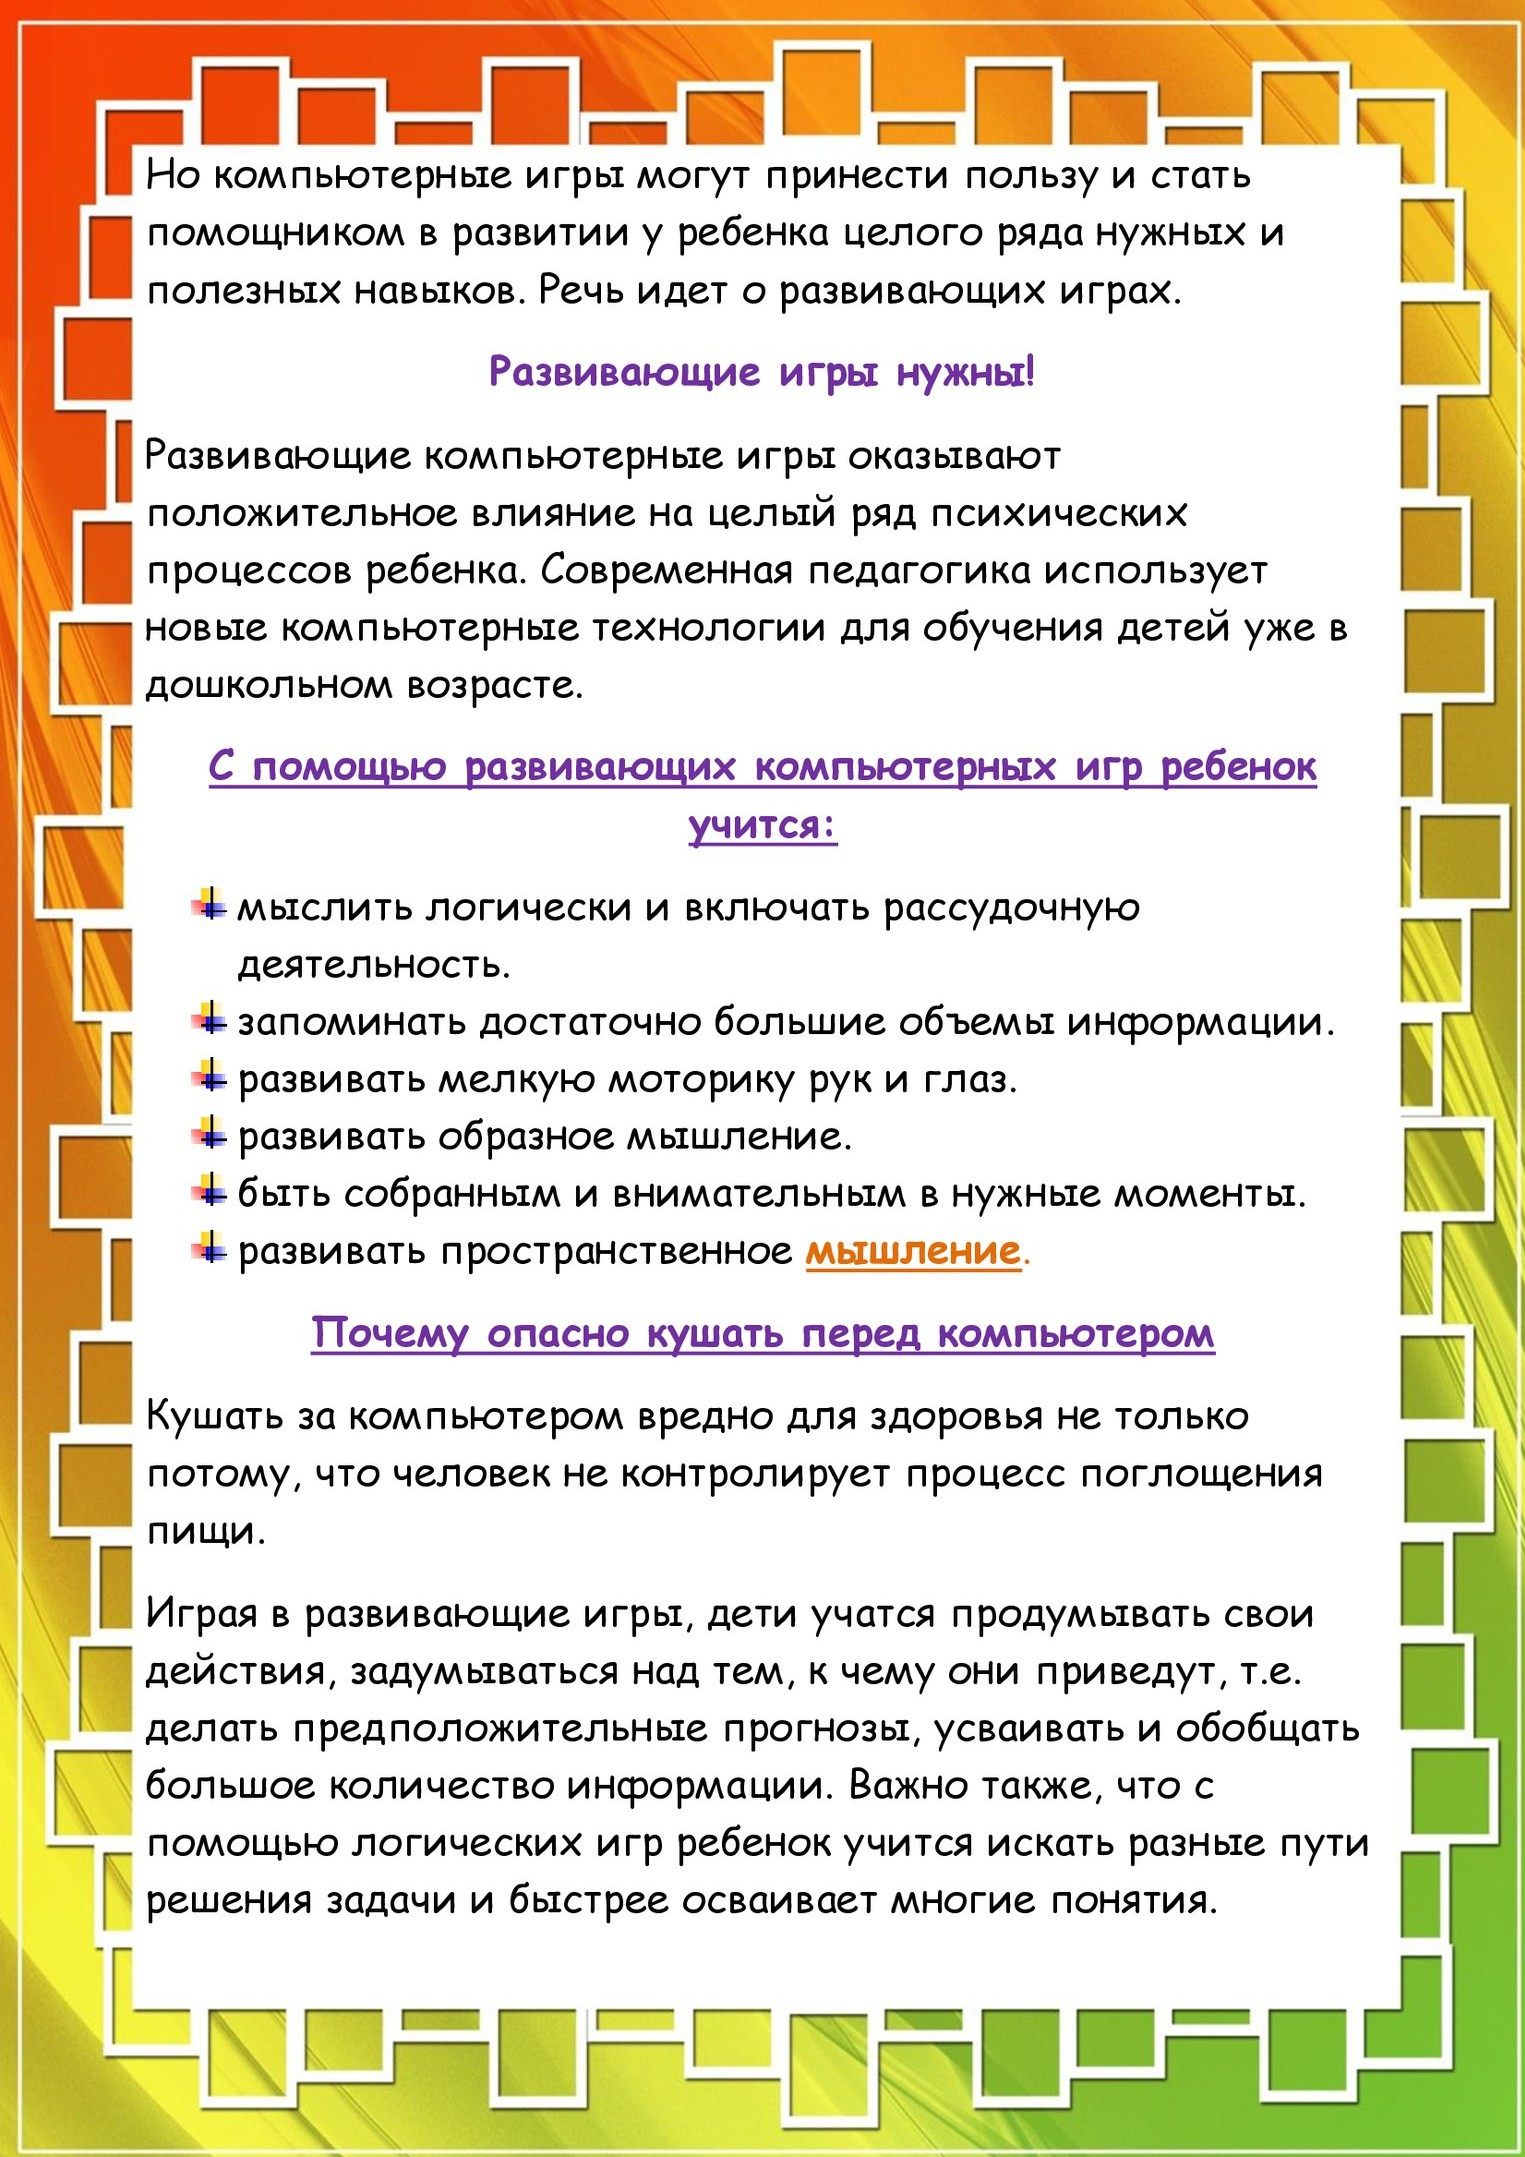 Но компьютерные игры могут принести пользу и стать
помощником в развитии у ребенка целого ряда нужных и
полезных навыков. Речь идет о развивающих играх.
Развивающие игры нужны!
Развивающие компьютерные игры оказывают
положительное влияние на целый ряд психических
процессов ребенка. Современная педагогика использует
новые компьютерные технологии для обучения детей уже в
дошкольном возрасте.
С помощью развивающих компьютерных игр ребенок
учится:
мыслить логически и включать рассудочную
деятельность.
запоминать достаточно большие объемы информации.
развивать мелкую моторику рук и глаз.
развивать образное мышление.
быть собранным и внимательным в нужные моменты.
развивать пространственное мышление.
Почему опасно кушать перед компьютером
Кушать за компьютером вредно для здоровья не только
потому, что человек не контролирует процесс поглощения
пищи.
Играя в развивающие игры, дети учатся продумывать свои
действия, задумываться над тем, к чему они приведут, т.е.
делать предположительные прогнозы, усваивать и обобщать
большое количество информации. Важно также, что с
помощью логических игр ребенок учится искать разные пути
решения задачи и быстрее осваивает многие понятия.